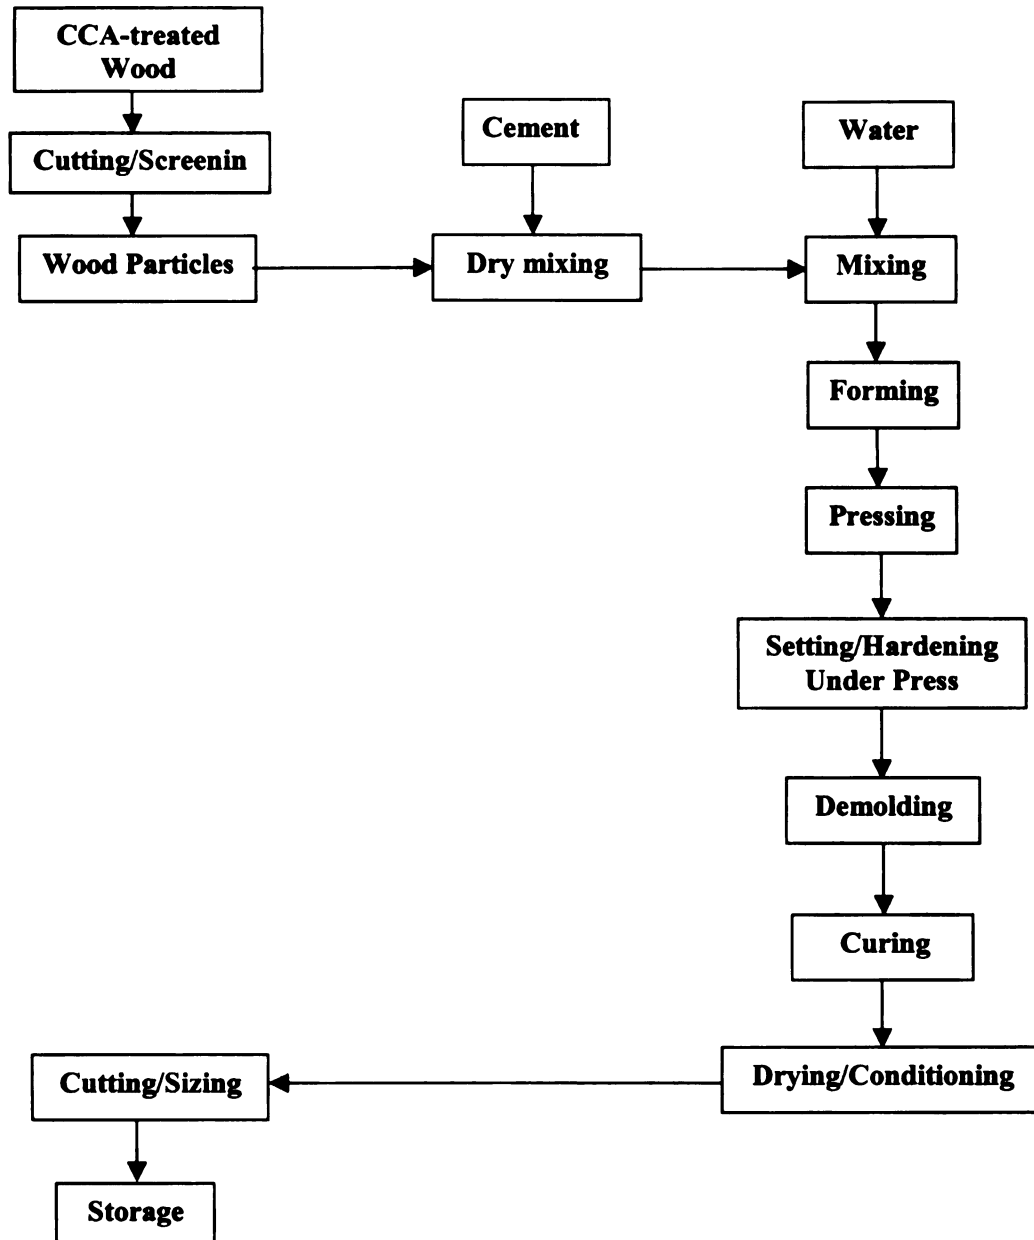 CCA-treated
Wood
Cutting/Screenin
Cement
Water
Wood Particles
Dry mixing
Mixing
Forming
Pressing
Setting/Hardening
Under Press
Demolding
Curing
Drying/Conditioning
Cutting/Sizing
Storage